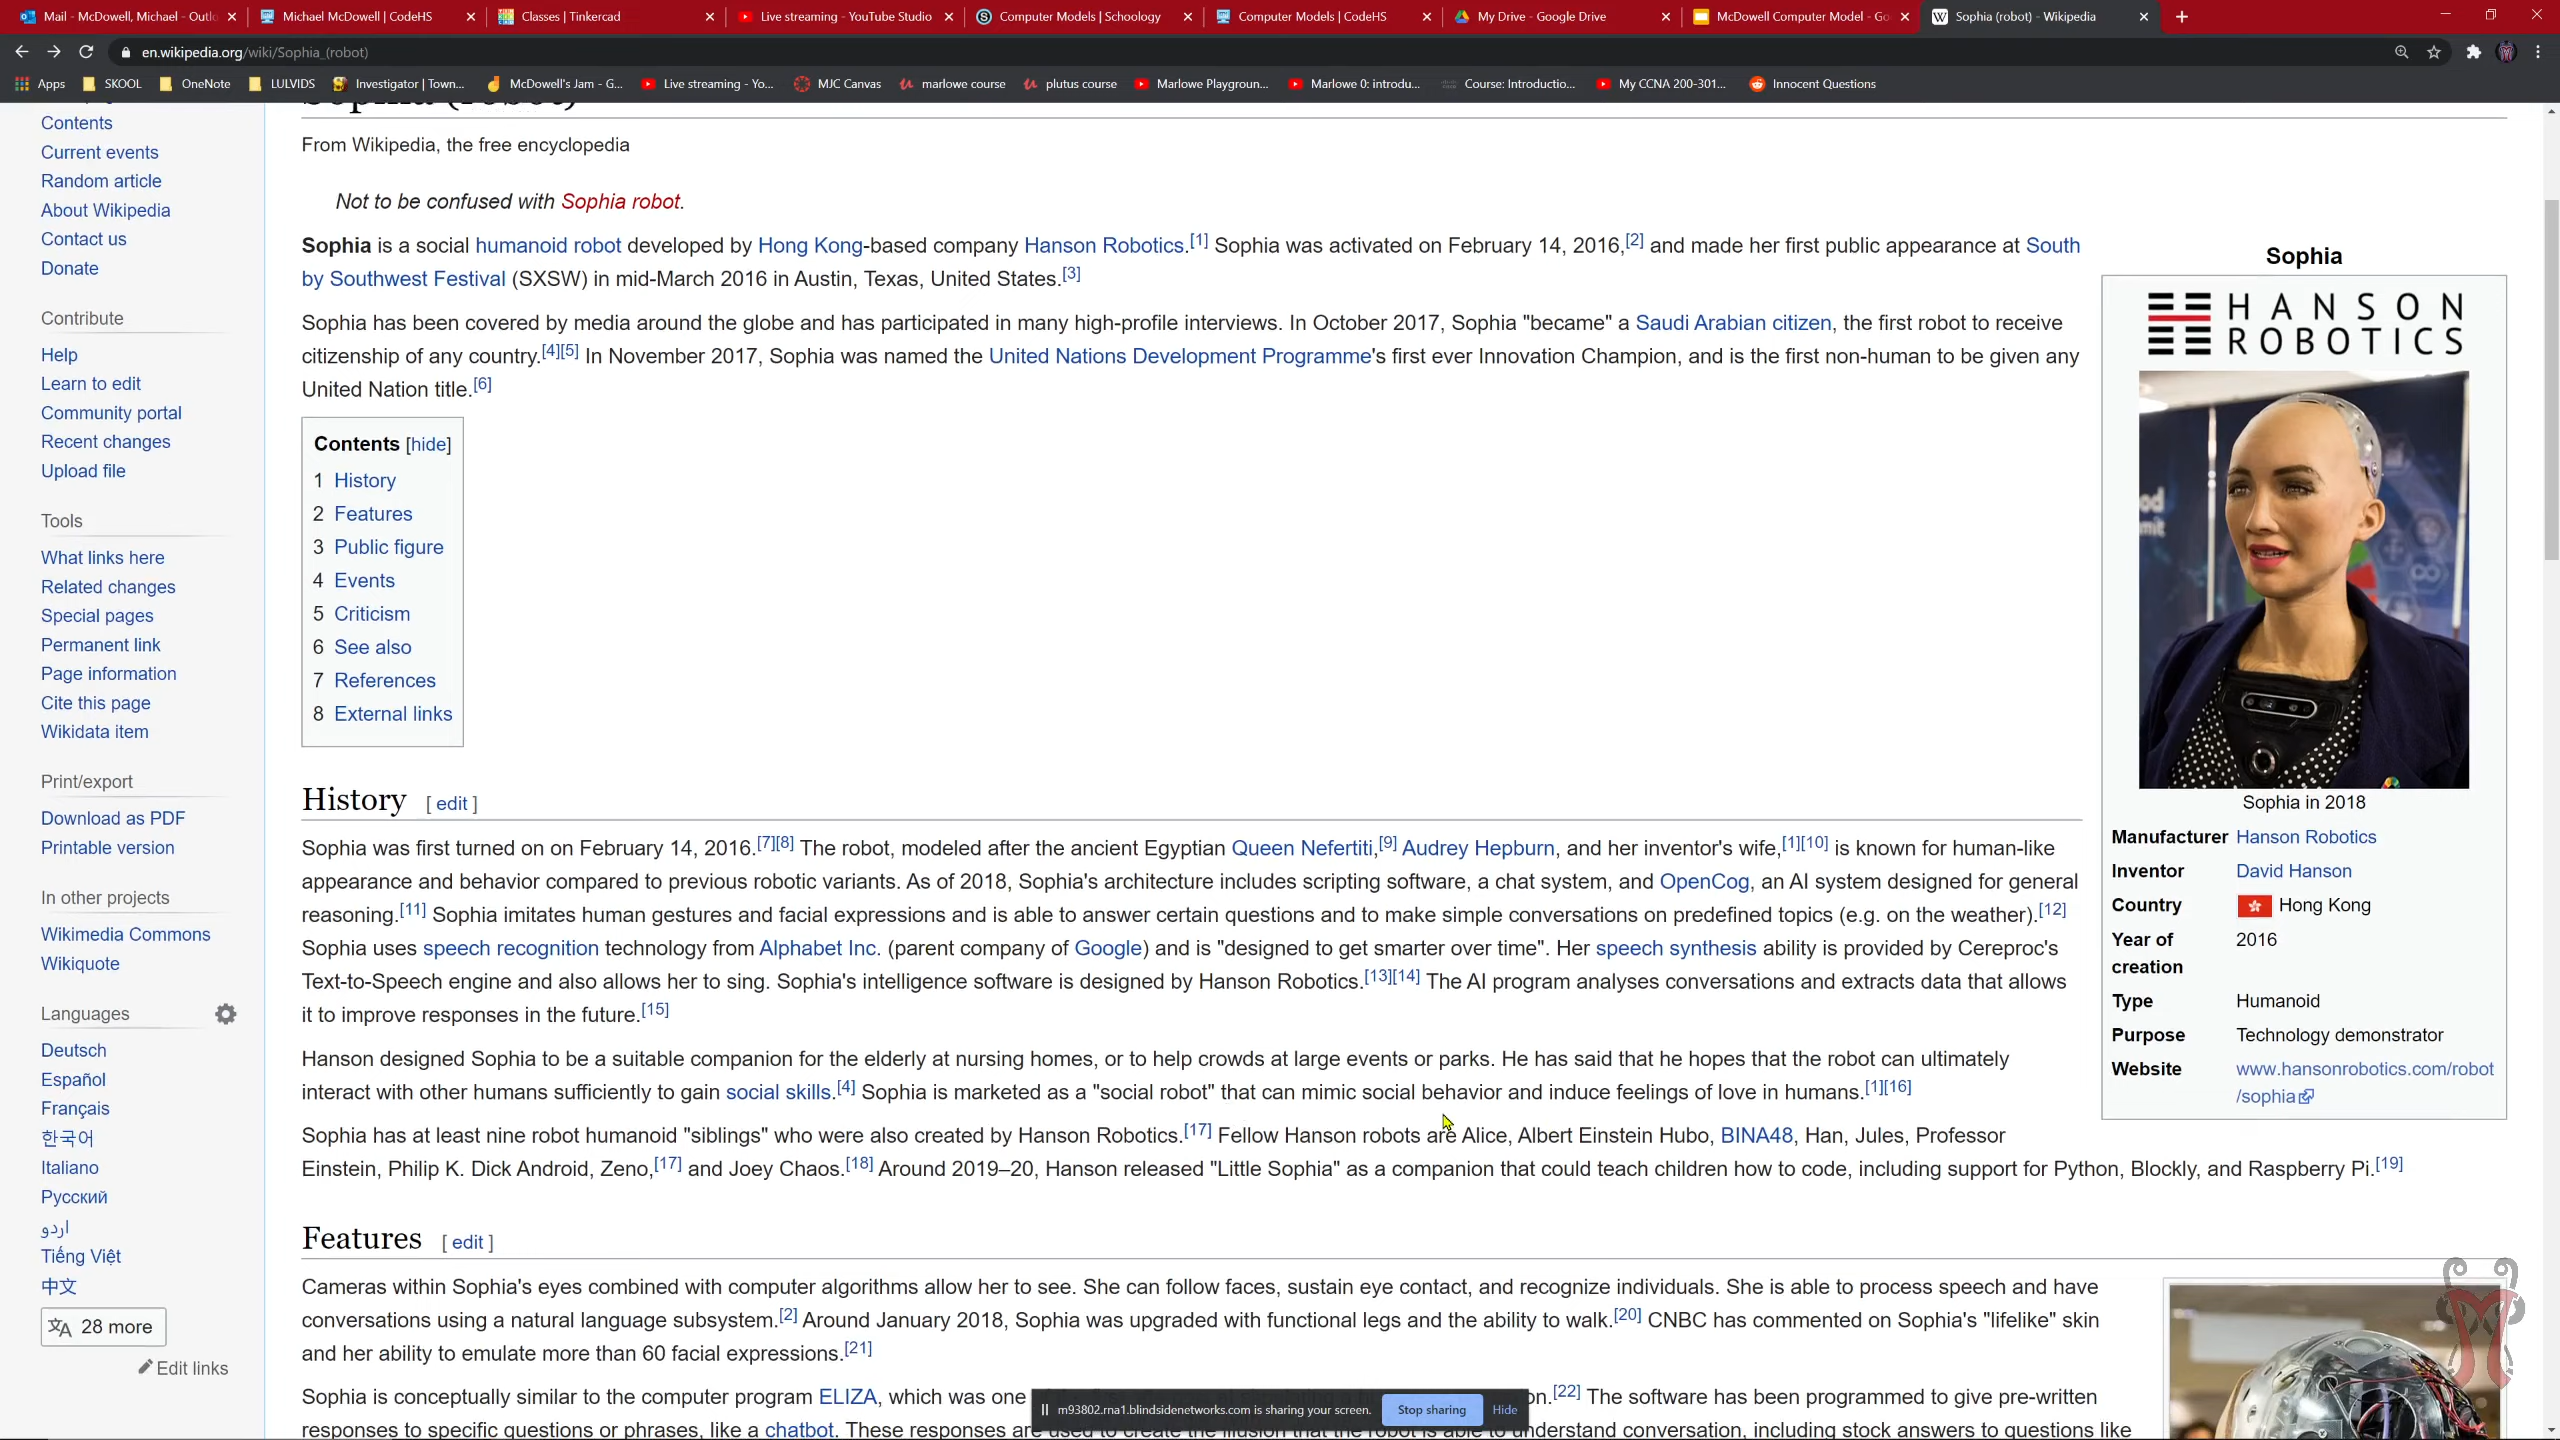 Mail - McDowell, Michael - Outlo
Michael McDowell | CodeHS
Classes | Tinkercad
Live streaming - YouTube Studio
Computer Models | Schoology
Computer Models | CodeHS
My Drive - Google Drive
McDowell Computer Model - Go
Sophia (robot) - Wikipedia
en.wikipedia.org/wiki/Sophia_(robot)
Apps
SKOOL
OneNote
LULVIDS
Investigator | Town...
McDowell's Jam - G...
Live streaming - Yo...
MJC Canvas
marlowe course
plutus course
Marlowe Playgroun...
Marlowe 0: introdu...
Course: Introductio...
My CCNA 200-301...
Innocent Questions
Contents
Current events
Random article
About Wikipedia
Contact us
Donate
Contribute
Help
Learn to edit
Community portal
Recent changes
Upload file
Tools
What links here
Related changes
Special pages
Permanent link
Page information
Cite this page
Wikidata item
Print/export
Download as PDF
Printable version
In other projects
Wikimedia Commons
Wikiquote
Languages
Deutsch
Español
Français
한국어
Italiano
Русский
اردو
Tiếng Việt
中文
28 more
Edit links
Sophia (robot)
From Wikipedia, the free encyclopedia
Not to be confused with Sophia robot.
Sophia is a social humanoid robot developed by Hong Kong-based company Hanson Robotics.[1] Sophia was activated on February 14, 2016,[2] and made her first public appearance at South
by Southwest Festival (SXSW) in mid-March 2016 in Austin, Texas, United States.[3]
Sophia has been covered by media around the globe and has participated in many high-profile interviews. In October 2017, Sophia "became" a Saudi Arabian citizen, the first robot to receive
citizenship of any country.[4][5] In November 2017, Sophia was named the United Nations Development Programme's first ever Innovation Champion, and is the first non-human to be given any
United Nation title.[6]
Contents [hide]
1 History
2 Features
3 Public figure
4 Events
5 Criticism
6 See also
7 References
8 External links
History [ edit ]
Sophia was first turned on on February 14, 2016.[7][8] The robot, modeled after the ancient Egyptian Queen Nefertiti,[9] Audrey Hepburn, and her inventor's wife,[1][10] is known for human-like
appearance and behavior compared to previous robotic variants. As of 2018, Sophia's architecture includes scripting software, a chat system, and OpenCog, an AI system designed for general
reasoning.[11] Sophia imitates human gestures and facial expressions and is able to answer certain questions and to make simple conversations on predefined topics (e.g. on the weather).[12]
Sophia uses speech recognition technology from Alphabet Inc. (parent company of Google) and is "designed to get smarter over time". Her speech synthesis ability is provided by Cereproc's
Text-to-Speech engine and also allows her to sing. Sophia's intelligence software is designed by Hanson Robotics.[13][14] The AI program analyses conversations and extracts data that allows
it to improve responses in the future.[15]
Hanson designed Sophia to be a suitable companion for the elderly at nursing homes, or to help crowds at large events or parks. He has said that he hopes that the robot can ultimately
interact with other humans sufficiently to gain social skills.[4] Sophia is marketed as a "social robot" that can mimic social behavior and induce feelings of love in humans.[1][16]
Sophia has at least nine robot humanoid "siblings" who were also created by Hanson Robotics.[17] Fellow Hanson robots are Alice, Albert Einstein Hubo, BINA48, Han, Jules, Professor
Einstein, Philip K. Dick Android, Zeno,[17] and Joey Chaos.[18] Around 2019–20, Hanson released "Little Sophia" as a companion that could teach children how to code, including support for Python, Blockly, and Raspberry Pi.[19]
Features [ edit ]
Cameras within Sophia's eyes combined with computer algorithms allow her to see. She can follow faces, sustain eye contact, and recognize individuals. She is able to process speech and have
conversations using a natural language subsystem.[2] Around January 2018, Sophia was upgraded with functional legs and the ability to walk.[20] CNBC has commented on Sophia's "lifelike" skin
and her ability to emulate more than 60 facial expressions.[21]
Sophia is conceptually similar to the computer program ELIZA, which was one on.[22] The software has been programmed to give pre-written
responses to specific questions or phrases, like a chatbot. These responses are used to create the illusion that the robot is able to understand conversation, including stock answers to questions like
m93802.rna1.blindsidenetworks.com is sharing your screen.
Stop sharing
Hide
Sophia
HANSON
ROBOTICS
Sophia in 2018
Manufacturer Hanson Robotics
Inventor David Hanson
Country Hong Kong
Year of 2016
creation
Type Humanoid
Purpose Technology demonstrator
Website www.hansonrobotics.com/robot
/sophia